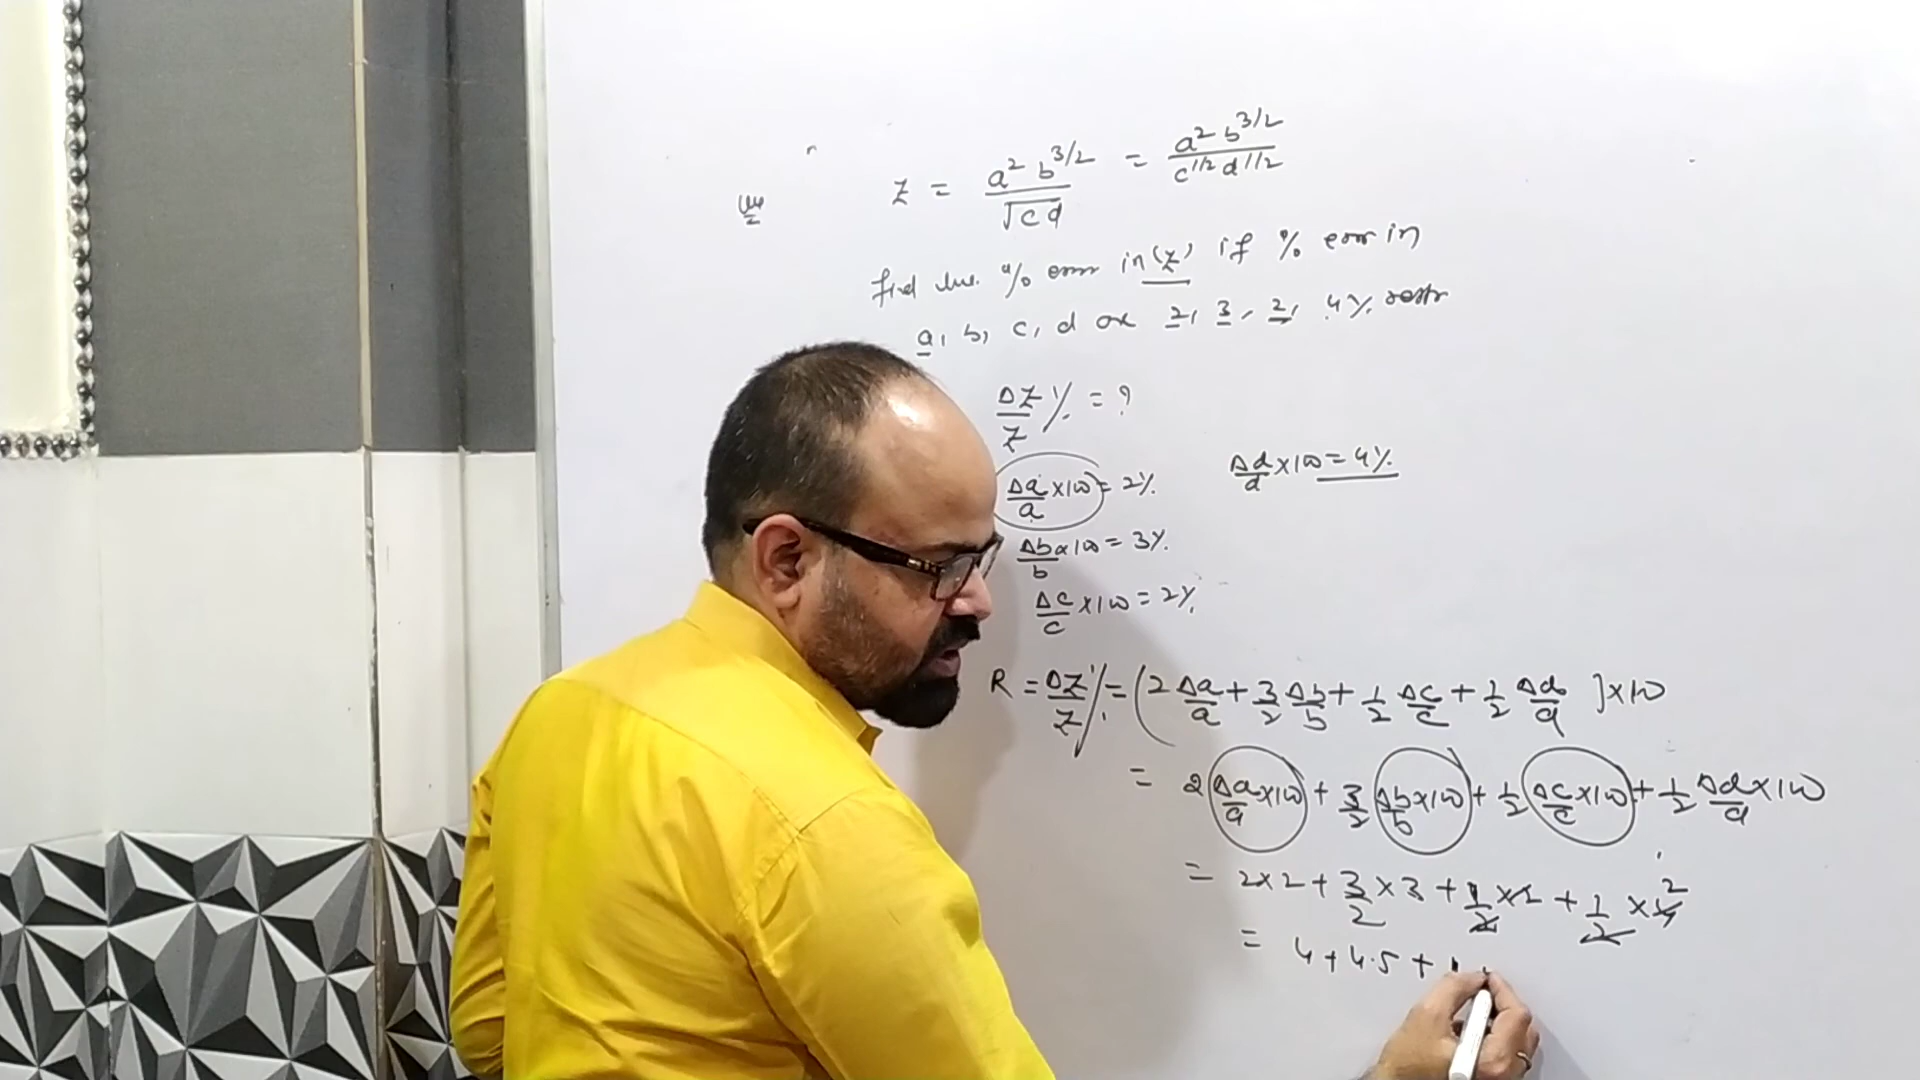 Z = a² b^3/2 / √cd = a² b^3/2 / c^1/2 d^1/2
find the % error in (Z) if % error in
a, b, c, d are 2, 3, 2, 4%
ΔZ/Z % = ?
Δa/a ×100 = 2%
Δd/d ×100 = 4%
Δb/b ×100 = 3%
Δc/c ×100 = 2%
R = ΔZ/Z % = (2 Δa/a + 3/2 Δb/b + 1/2 Δc/c + 1/2 Δd/d ] ×100
= 2 Δa/a ×100 + 3/2 Δb/b ×100 + 1/2 Δc/c ×100 + 1/2 Δd/d ×100
= 2×2 + 3/2 ×3 + 1/2 ×2 + 1/2 ×4 2
= 4 + 4.5 + 1